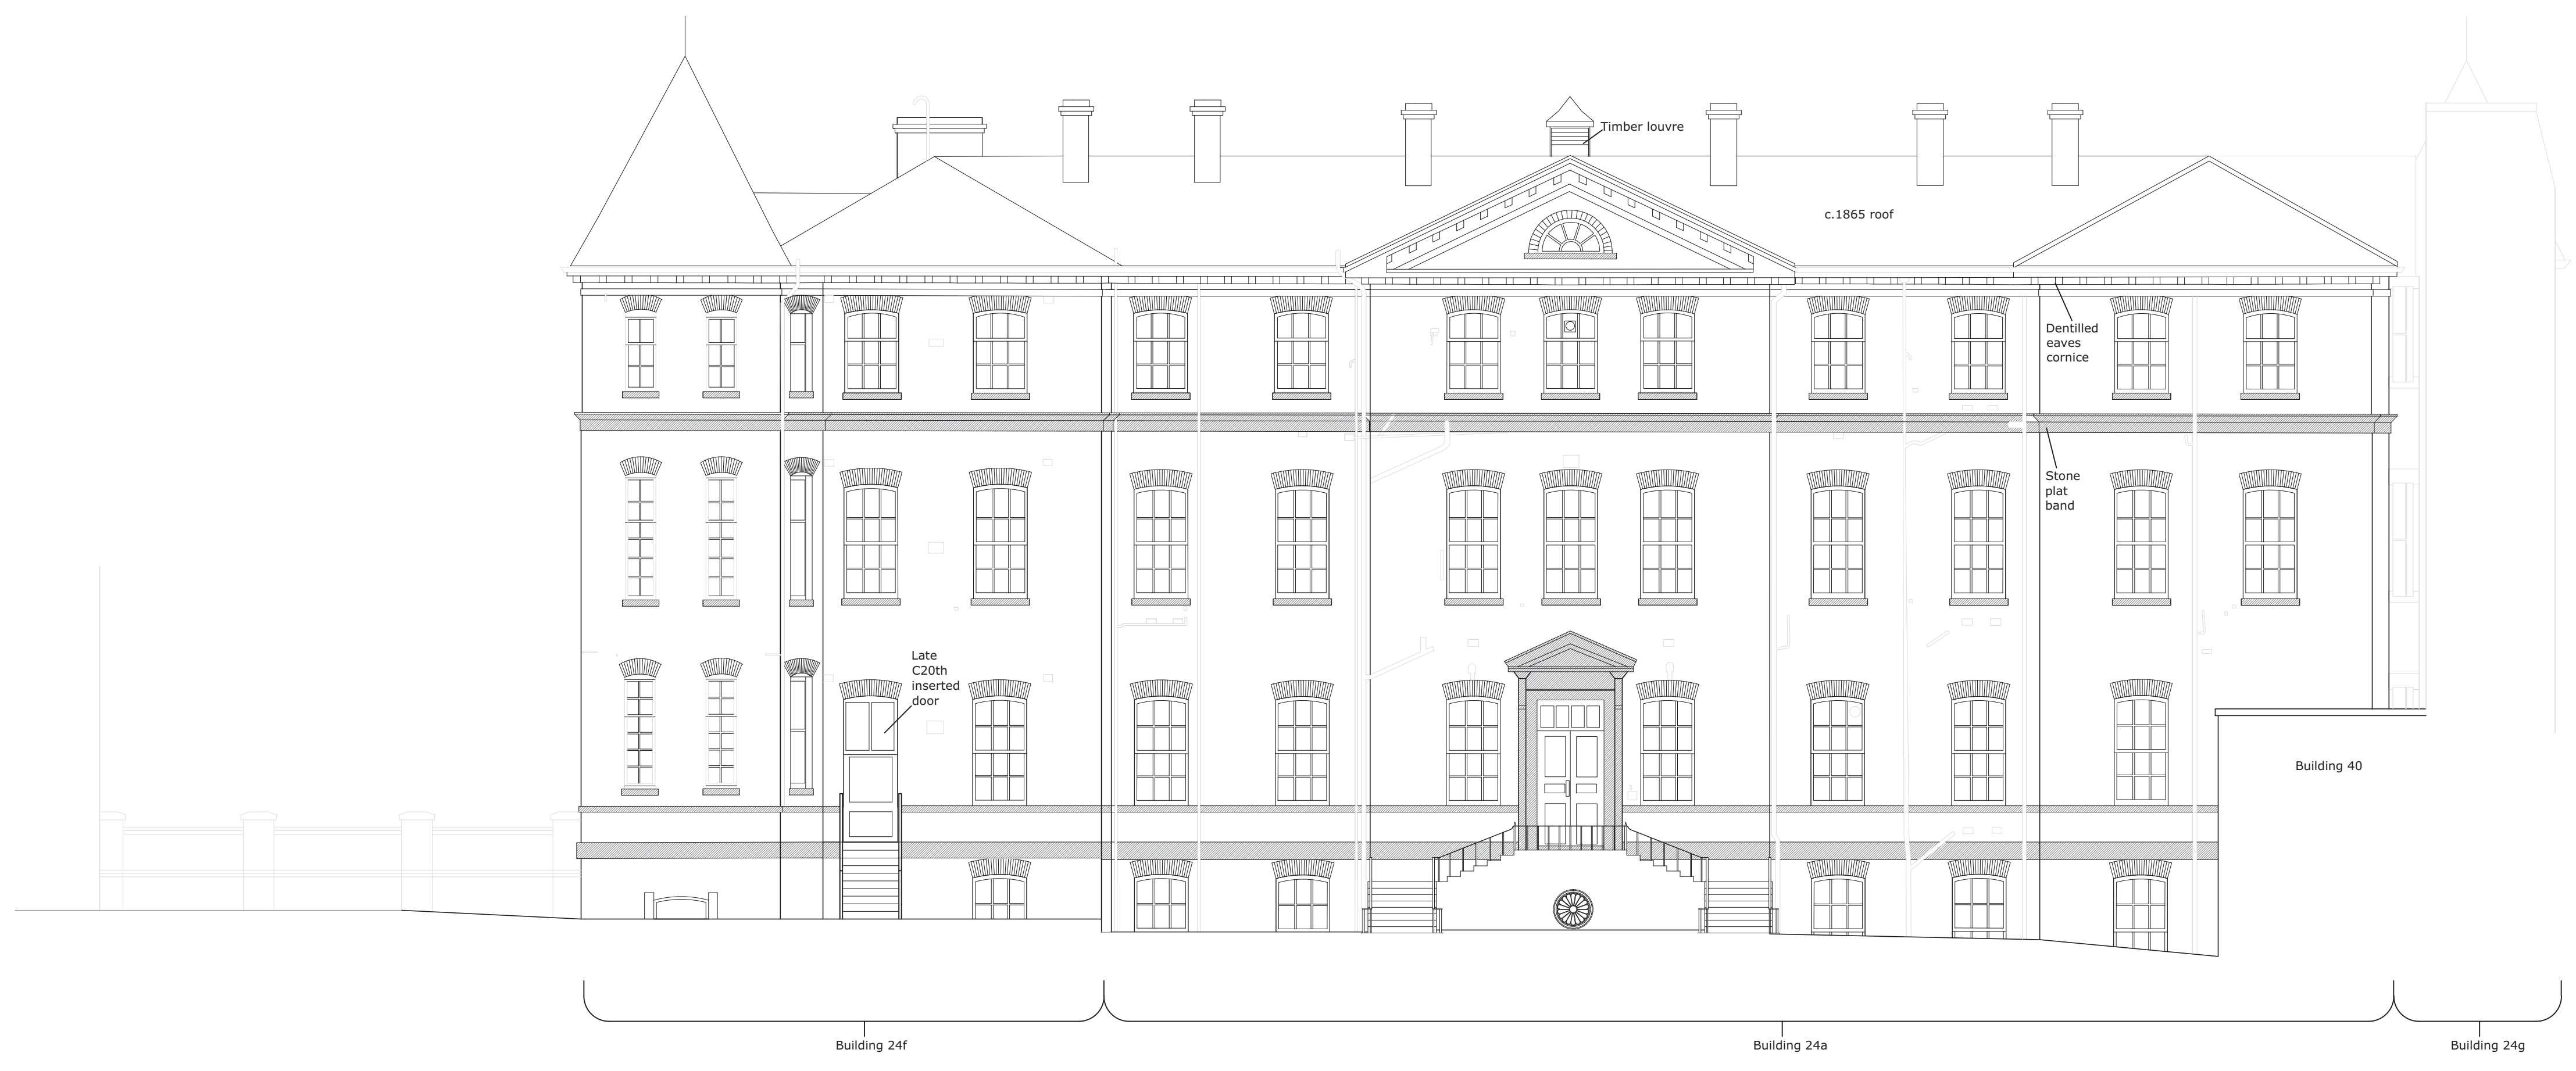 Timber louvre
c.1865 roof
Dentilled
eaves
cornice
Stone
plat
band
Late
C20th
inserted
door
Building 40
Building 24f
Building 24a
Building 24g